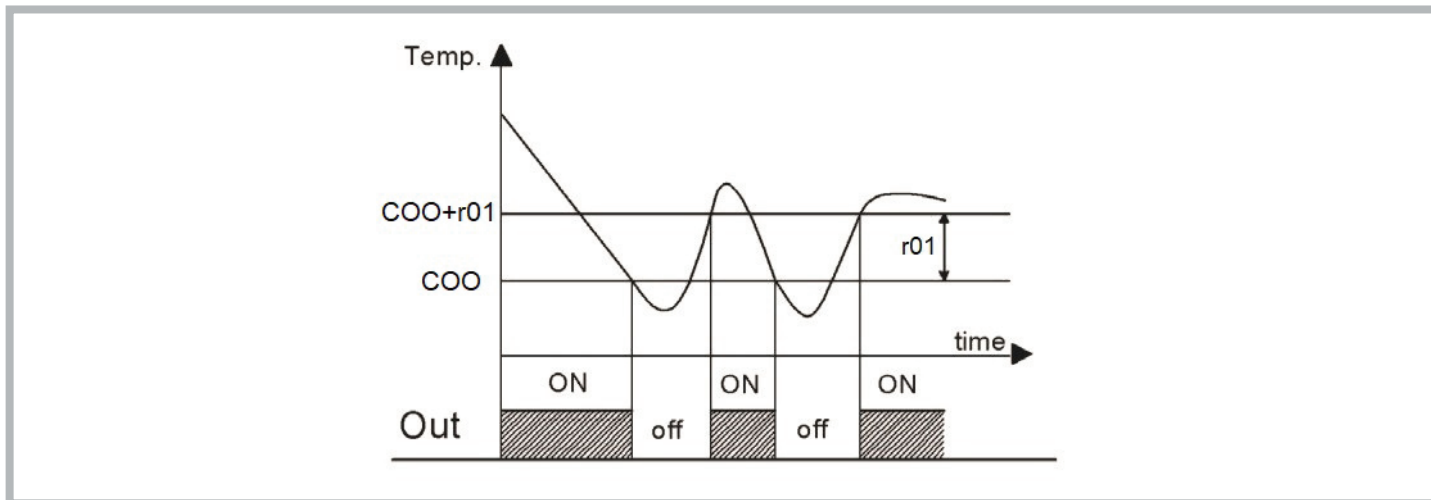 Temp.
COO+r01
r01
COO
time
ON ON ON
Out off off